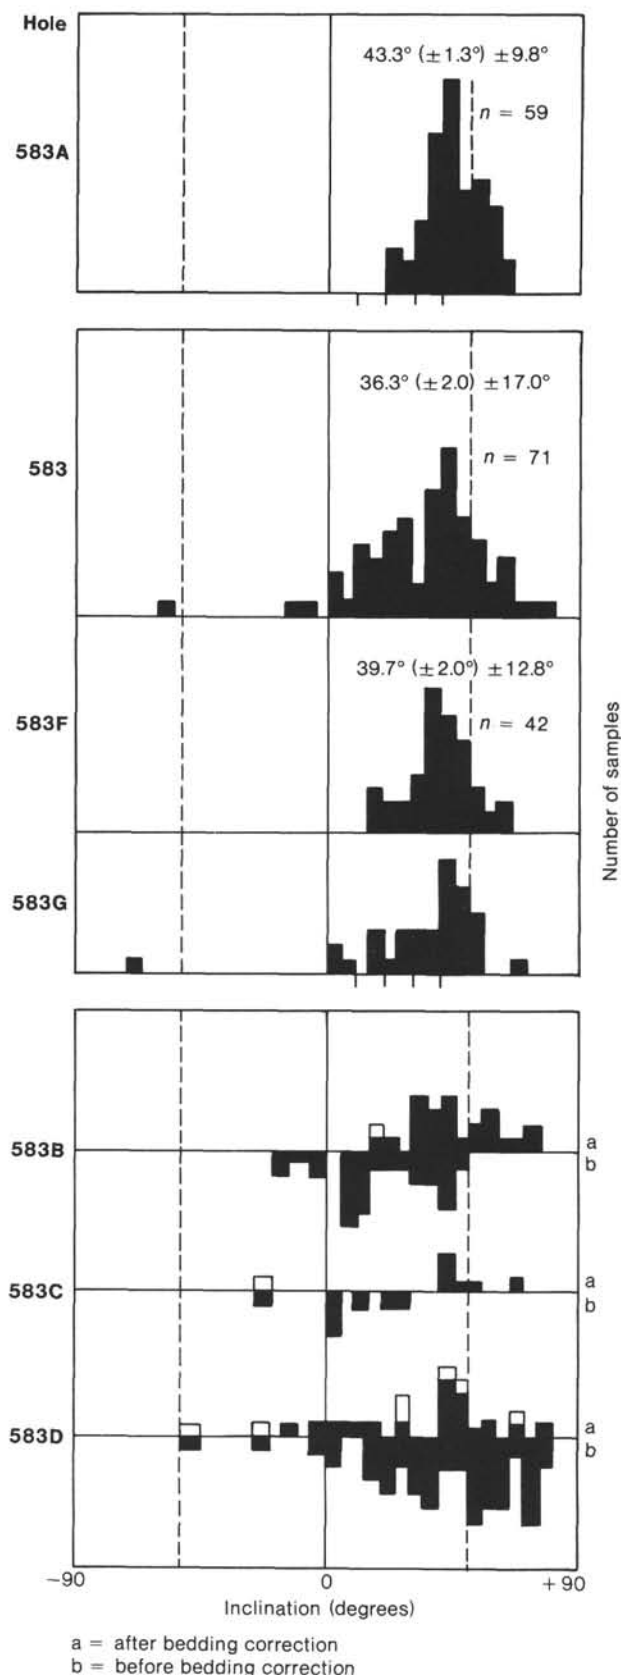 Hole
43.3° (±1.3°) ±9.8°
n = 59
583A
36.3° (±2.0) ±17.0°
n = 71
583
39.7° (±2.0°) ±12.8°
n = 42
583F
583G
Number of samples
583B
a
b
583C
a
b
583D
a
b
−90 0 +90
Inclination (degrees)
a = after bedding correction
b = before bedding correction